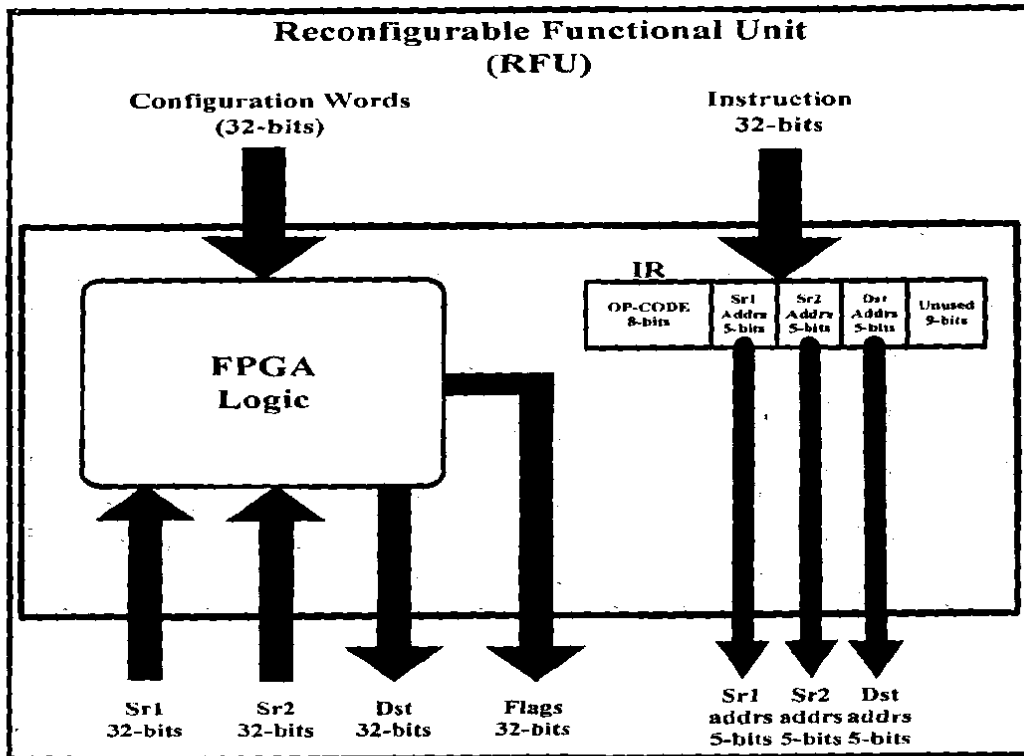 Reconfigurable Functional Unit
(RFU)
Configuration Words
(32-bits)
Instruction
32-bits
IR
OP-CODE
8-bits
Sr1
Addrs
5-bits
Sr2
Addrs
5-bits
Dst
Addrs
5-bits
Unused
9-bits
FPGA
Logic
Sr1
32-bits
Sr2
32-bits
Dst
32-bits
Flags
32-bits
Sr1
addrs
5-bits
Sr2
addrs
5-bits
Dst
addrs
5-bits